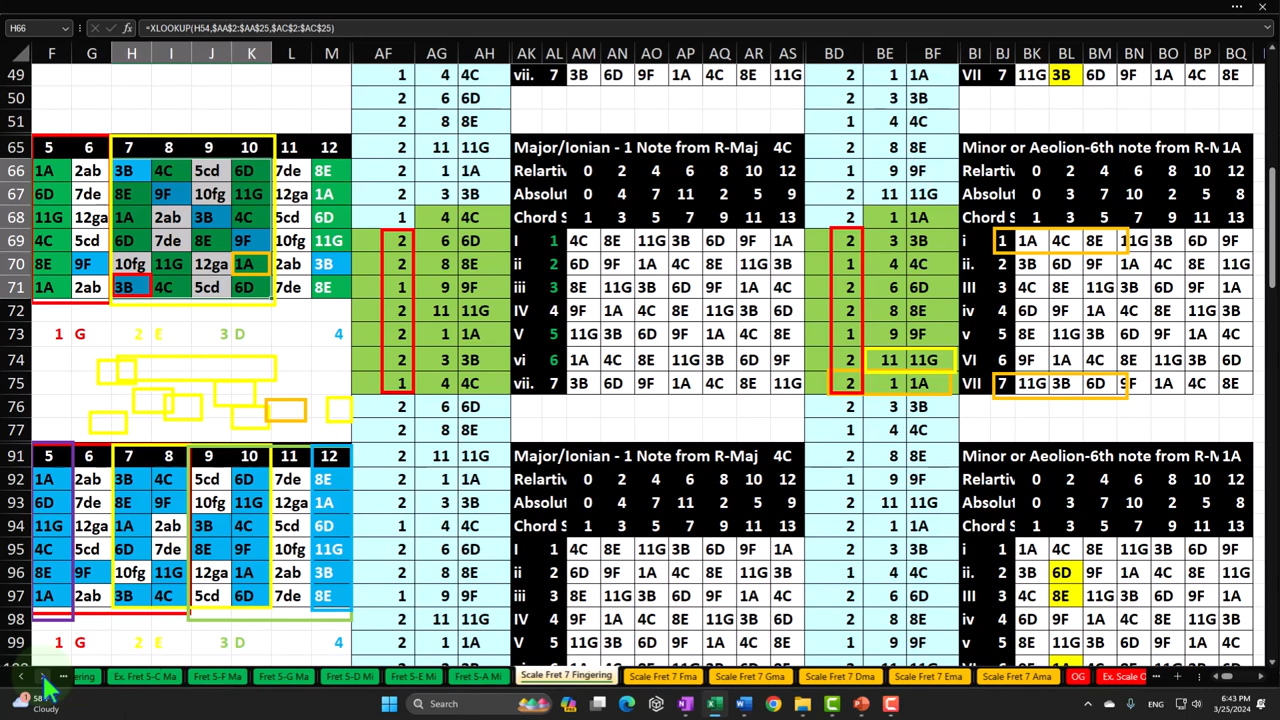 H66 fx =XLOOKUP(H54,$AA$2:$AA$25,$AC$2:$AC$25)
F G H I J K L M AF AG AH AK AL AM AN AO AP AQ AR AS BD BE BF BI BJ BK BL BM BN BO BP BQ
49 1 4 4C vii. 7 3B 6D 9F 1A 4C 8E 11G 2 1 1A VII 7 11G 3B 6D 9F 1A 4C 8E
50 2 6 6D 2 3 3B
51 2 8 8E 1 4 4C
65 5 6 7 8 9 10 11 12 2 11 11G Major/Ionian - 1 Note from R-Maj 4C 2 8 8E Minor or Aeolion-6th note from R-M 1A
66 1A 2ab 3B 4C 5cd 6D 7de 8E 2 1 1A Relartiv 0 2 4 6 8 10 12 1 9 9F Relativ 0 2 4 6 8 10 12
67 6D 7de 8E 9F 10fg 11G 12ga 1A 2 3 3B Absolut 0 4 7 11 2 5 9 2 11 11G Absolut 0 3 7 10 2 5 8
68 11G 12ga 1A 2ab 3B 4C 5cd 6D 1 4 4C Chord S 1 3 5 7 9 11 13 2 1 1A Chord S 1 3 5 7 9 11 13
69 4C 5cd 6D 7de 8E 9F 10fg 11G 2 6 6D I 1 4C 8E 11G 3B 6D 9F 1A 2 3 3B i 1 1A 4C 8E 11G 3B 6D 9F
70 8E 9F 10fg 11G 12ga 1A 2ab 3B 2 8 8E ii 2 6D 9F 1A 4C 8E 11G 3B 1 4 4C ii. 2 3B 6D 9F 1A 4C 8E 11G
71 1A 2ab 3B 4C 5cd 6D 7de 8E 1 9 9F iii 3 8E 11G 3B 6D 9F 1A 4C 2 6 6D III 3 4C 8E 11G 3B 6D 9F 1A
72 2 11 11G IV 4 9F 1A 4C 8E 11G 3B 6D 2 8 8E iv 4 6D 9F 1A 4C 8E 11G 3B
73 1 G 2 E 3 D 4 2 1 1A V 5 11G 3B 6D 9F 1A 4C 8E 1 9 9F v 5 8E 11G 3B 6D 9F 1A 4C
74 2 3 3B vi 6 1A 4C 8E 11G 3B 6D 9F 2 11 11G VI 6 9F 1A 4C 8E 11G 3B 6D
75 1 4 4C vii. 7 3B 6D 9F 1A 4C 8E 11G 2 1 1A VII 7 11G 3B 6D 9F 1A 4C 8E
76 2 6 6D 2 3 3B
77 2 8 8E 1 4 4C
91 5 6 7 8 9 10 11 12 2 11 11G Major/Ionian - 1 Note from R-Maj 4C 2 8 8E Minor or Aeolion-6th note from R-M 1A
92 1A 2ab 3B 4C 5cd 6D 7de 8E 2 1 1A Relartiv 0 2 4 6 8 10 12 1 9 9F Relativ 0 2 4 6 8 10 12
93 6D 7de 8E 9F 10fg 11G 12ga 1A 2 3 3B Absolut 0 4 7 11 2 5 9 2 11 11G Absolut 0 3 7 10 2 5 8
94 11G 12ga 1A 2ab 3B 4C 5cd 6D 1 4 4C Chord S 1 3 5 7 9 11 13 2 1 1A Chord S 1 3 5 7 9 11 13
95 4C 5cd 6D 7de 8E 9F 10fg 11G 2 6 6D I 1 4C 8E 11G 3B 6D 9F 1A 2 3 3B i 1 1A 4C 8E 11G 3B 6D 9F
96 8E 9F 10fg 11G 12ga 1A 2ab 3B 2 8 8E ii 2 6D 9F 1A 4C 8E 11G 3B 1 4 4C ii. 2 3B 6D 9F 1A 4C 8E 11G
97 1A 2ab 3B 4C 5cd 6D 7de 8E 1 9 9F iii 3 8E 11G 3B 6D 9F 1A 4C 2 6 6D III 3 4C 8E 11G 3B 6D 9F 1A
98 2 11 11G IV 4 9F 1A 4C 8E 11G 3B 6D 2 8 8E iv 4 6D 9F 1A 4C 8E 11G 3B
99 1 G 2 E 3 D 4 2 1 1A V 5 11G 3B 6D 9F 1A 4C 8E 1 9 9F v 5 8E 11G 3B 6D 9F 1A 4C
ering Ex. Fret 5-C Ma Fret 5-F Ma Fret 5-G Ma Fret 5-D Mi Fret 5-E Mi Fret 5-A Mi Scale Fret 7 Fingering Scale Fret 7 Fma Scale Fret 7 Gma Scale Fret 7 Dma Scale Fret 7 Ema Scale Fret 7 Ama OG Ex. Scale O
Cloudy Search ENG 6:43 PM 3/25/2024